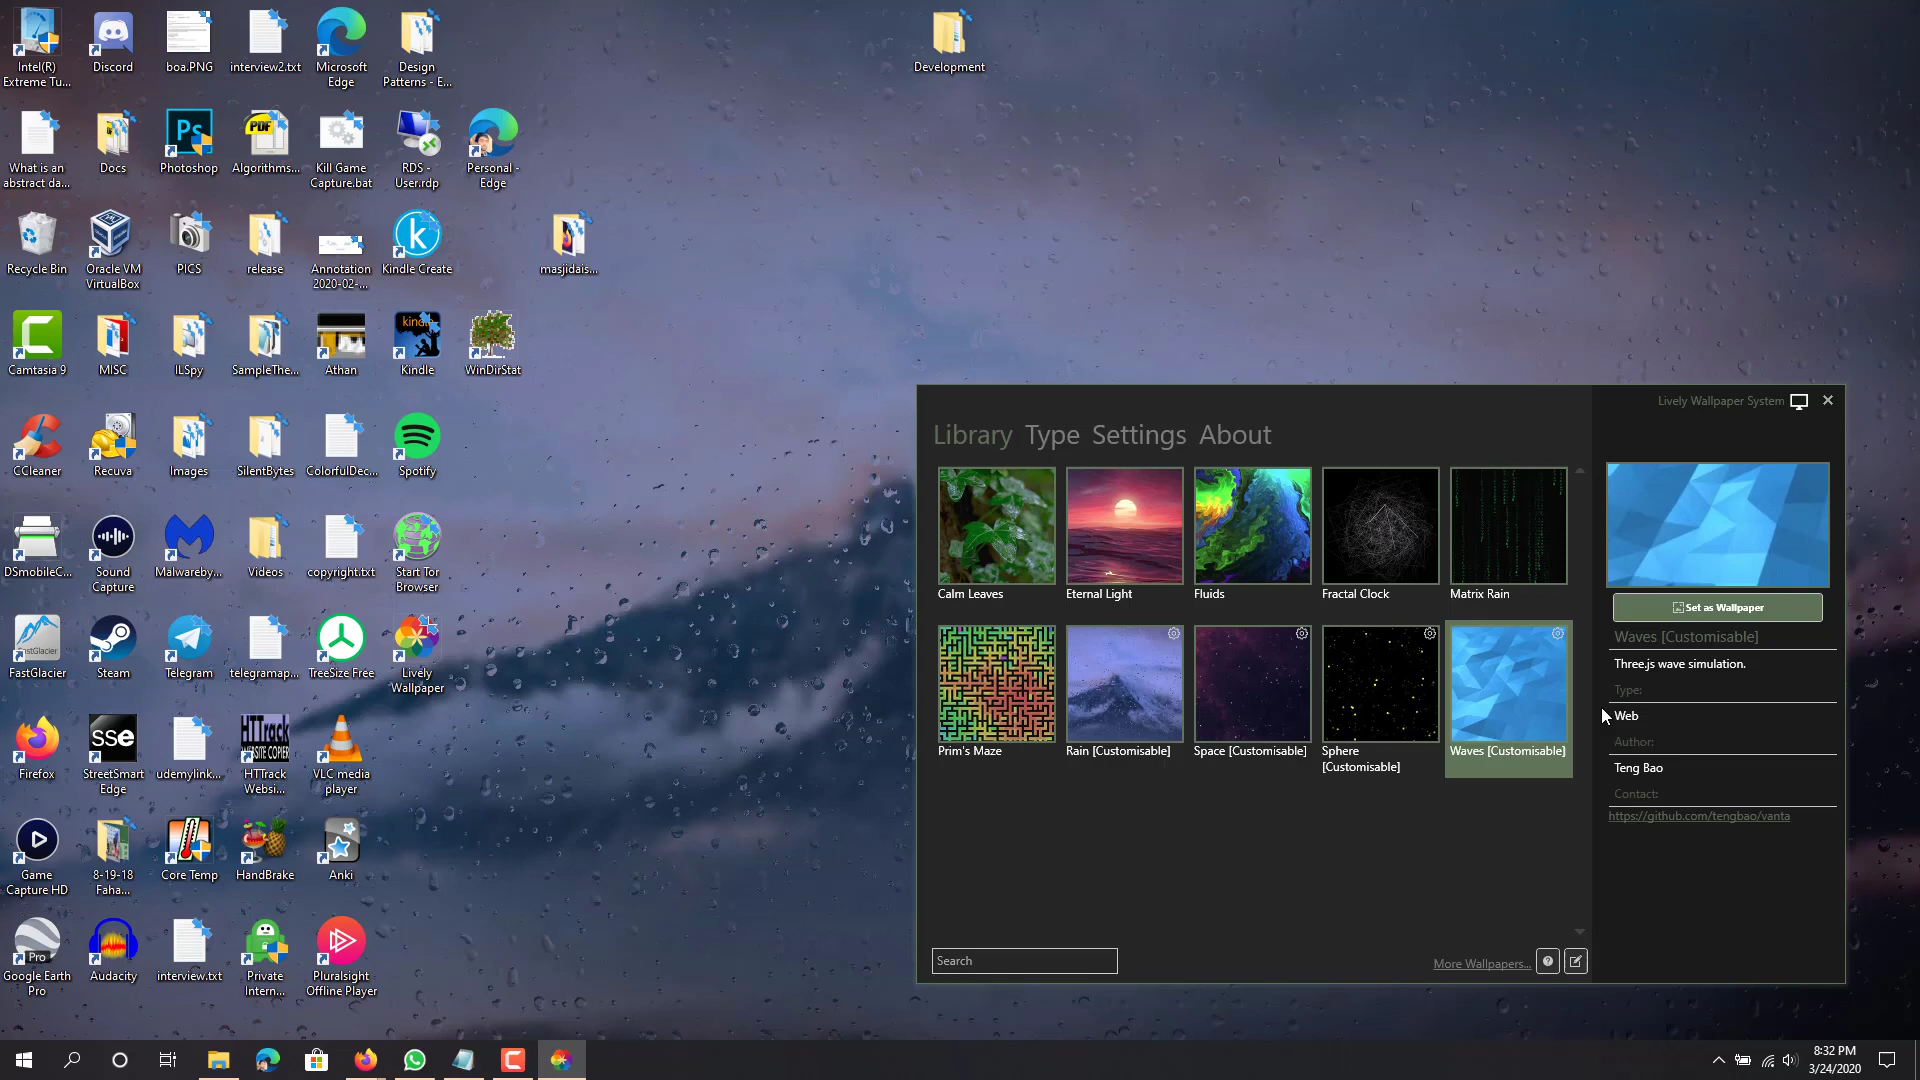 Intel(R)
Extreme Tu...
Discord
boa.PNG
interview2.txt
Microsoft
Edge
Design
Patterns - E...
Development
What is an
abstract da...
Docs
Ps
Photoshop
PDF
Algorithms...
Kill Game
Capture.bat
RDS -
User.rdp
Personal -
Edge
Recycle Bin
Oracle VM
VirtualBox
PICS
release
Annotation
2020-02-...
k
Kindle Create
masjidais...
Camtasia 9
MISC
ILSpy
SampleThe...
Athan
Kindle
WinDirStat
CCleaner
Recuva
Images
SilentBytes
ColorfulDec...
Spotify
DSmobileC...
Sound
Capture
Malwareby...
Videos
copyright.txt
Start Tor
Browser
FastGlacier
FastGlacier
Steam
Telegram
telegramap...
TreeSize Free
Lively
Wallpaper
Firefox
sse
StreetSmart
Edge
udemylink...
HTTrack
WEBSITE COPIER
HTTrack
Websi...
VLC media
player
Game
Capture HD
8-19-18
Faha...
Core Temp
HandBrake
Anki
Pro
Google Earth
Pro
Audacity
interview.txt
Private
Intern...
Pluralsight
Offline Player
Lively Wallpaper System
Library Type Settings About
Calm Leaves
Eternal Light
Fluids
Fractal Clock
Matrix Rain
Prim's Maze
Rain [Customisable]
Space [Customisable]
Sphere
[Customisable]
Waves [Customisable]
Set as Wallpaper
Waves [Customisable]
Three.js wave simulation.
Type:
Web
Author:
Teng Bao
Contact:
https://github.com/tengbao/vanta
Search
More Wallpapers...
8:32 PM
3/24/2020